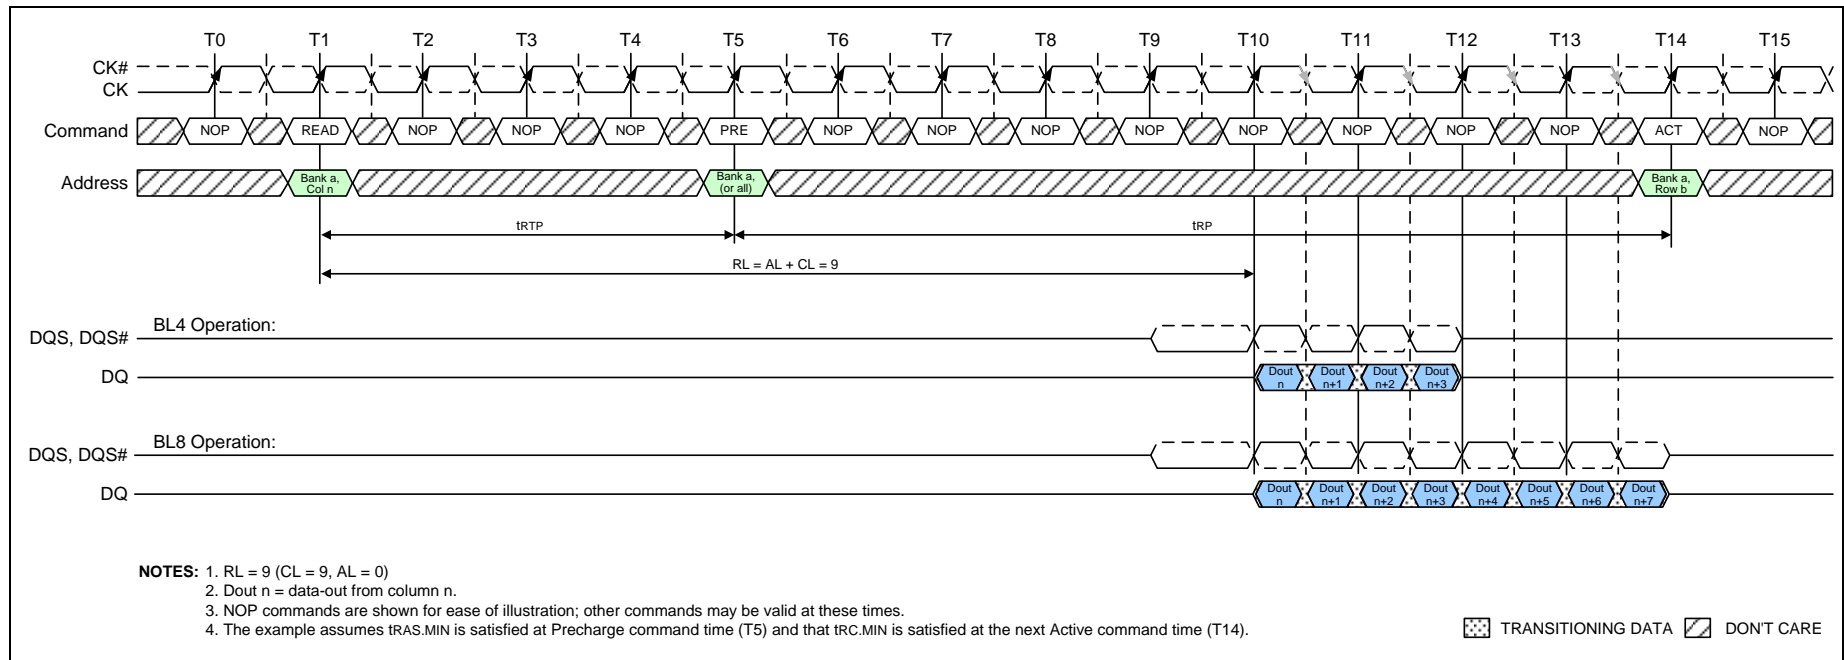 T0 T1 T2 T3 T4 T5 T6 T7 T8 T9 T10 T11 T12 T13 T14 T15
CK#
CK
Command NOP READ NOP NOP NOP PRE NOP NOP NOP NOP NOP NOP NOP NOP ACT NOP
Address Bank a, Col n Bank a, (or all) Bank a, Row b
tRTP tRP
RL = AL + CL = 9
BL4 Operation:
DQS, DQS#
DQ Dout n Dout n+1 Dout n+2 Dout n+3
BL8 Operation:
DQS, DQS#
DQ Dout n Dout n+1 Dout n+2 Dout n+3 Dout n+4 Dout n+5 Dout n+6 Dout n+7
NOTES: 1. RL = 9 (CL = 9, AL = 0)
2. Dout n = data-out from column n.
3. NOP commands are shown for ease of illustration; other commands may be valid at these times.
4. The example assumes tRAS.MIN is satisfied at Precharge command time (T5) and that tRC.MIN is satisfied at the next Active command time (T14).
TRANSITIONING DATA DON'T CARE